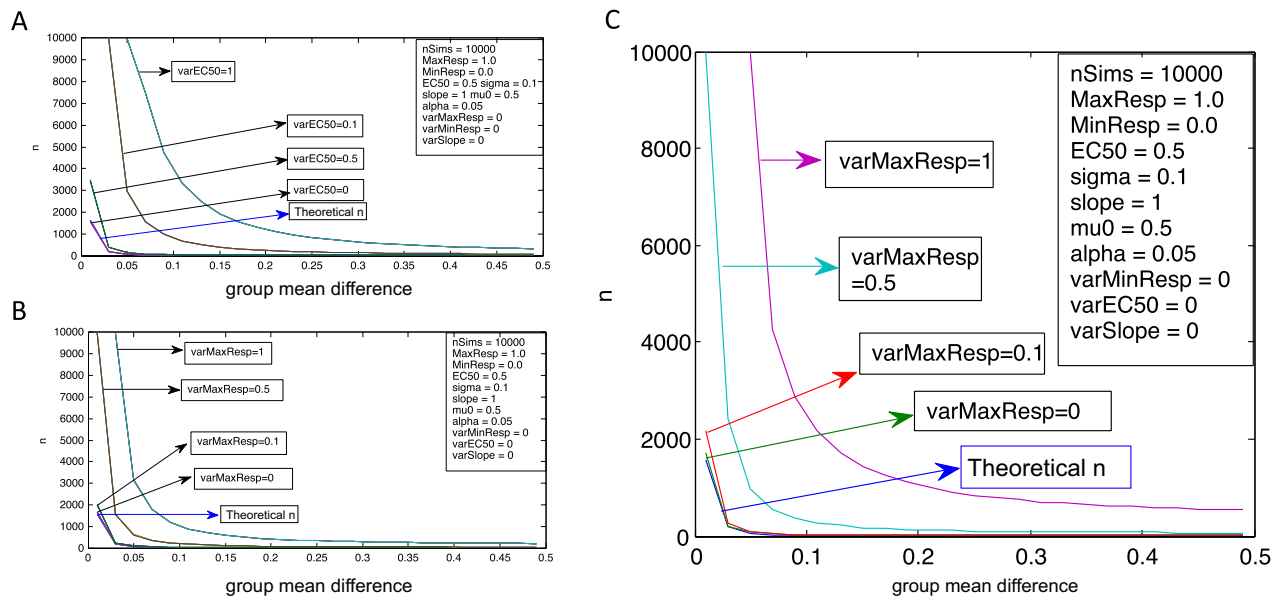 A
10000
9000
8000
7000
6000
5000
4000
3000
2000
1000
0
n
varEC50=1
varEC50=0.1
varEC50=0.5
varEC50=0
Theoretical n
nSims = 10000
MaxResp = 1.0
MinResp = 0.0
EC50 = 0.5 sigma = 0.1
slope = 1 mu0 = 0.5
alpha = 0.05
varMaxResp = 0
varMinResp = 0
varSlope = 0
0 0.05 0.1 0.15 0.2 0.25 0.3 0.35 0.4 0.45 0.5
group mean difference
B
10000
9000
8000
7000
6000
5000
4000
3000
2000
1000
0
n
varMaxResp=1
varMaxResp=0.5
varMaxResp=0.1
varMaxResp=0
Theoretical n
nSims = 10000
MaxResp = 1.0
MinResp = 0.0
EC50 = 0.5
sigma = 0.1
slope = 1
mu0 = 0.5
alpha = 0.05
varMinResp = 0
varEC50 = 0
varSlope = 0
0 0.05 0.1 0.15 0.2 0.25 0.3 0.35 0.4 0.45 0.5
group mean difference
C
10000
8000
6000
4000
2000
0
n
varMaxResp=1
varMaxResp
=0.5
varMaxResp=0.1
varMaxResp=0
Theoretical n
nSims = 10000
MaxResp = 1.0
MinResp = 0.0
EC50 = 0.5
sigma = 0.1
slope = 1
mu0 = 0.5
alpha = 0.05
varMinResp = 0
varEC50 = 0
varSlope = 0
0 0.1 0.2 0.3 0.4 0.5
group mean difference